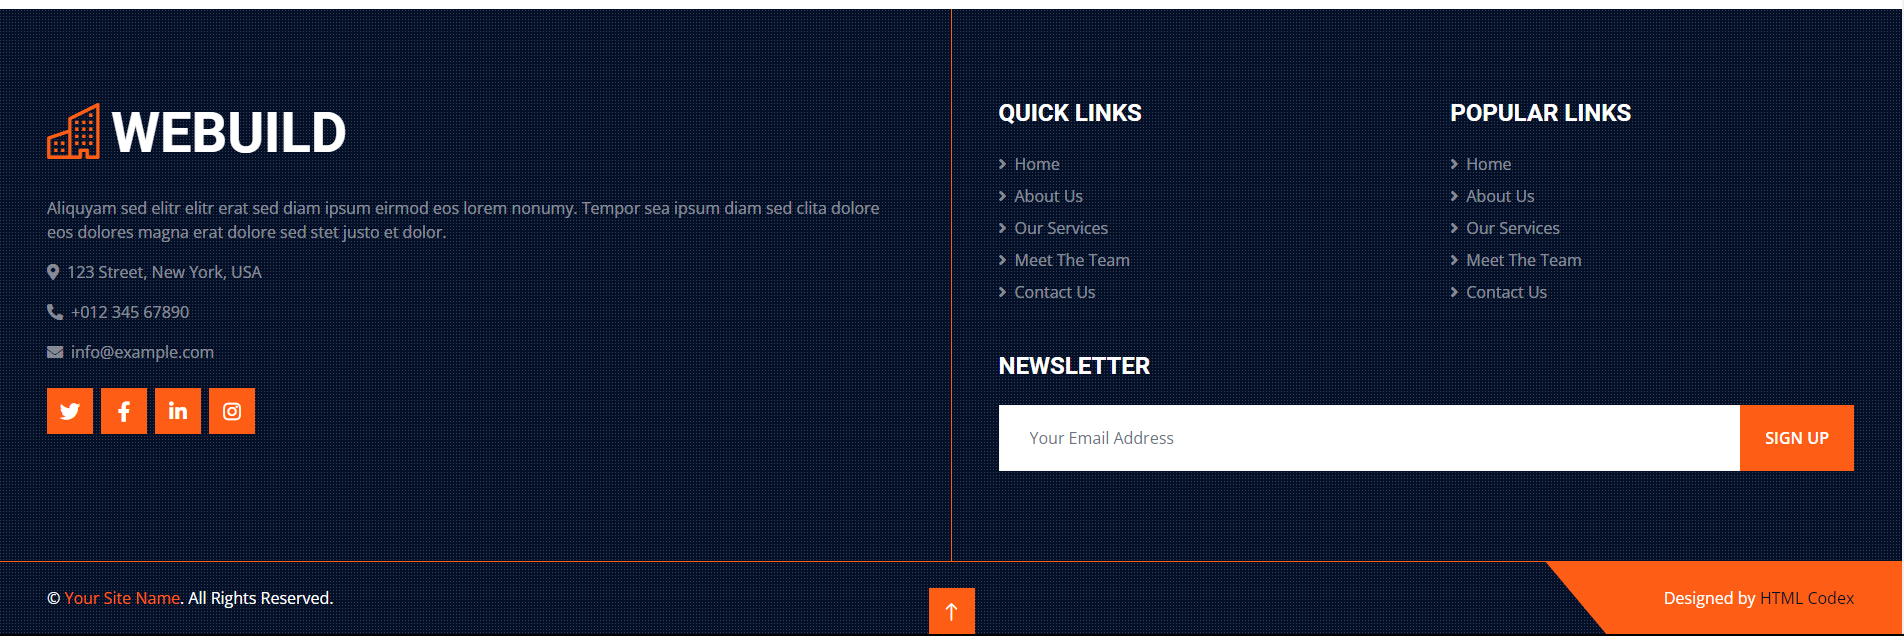 WEBUILD
Aliquyam sed elitr elitr erat sed diam ipsum eirmod eos lorem nonumy. Tempor sea ipsum diam sed clita dolore
eos dolores magna erat dolore sed stet justo et dolor.
123 Street, New York, USA
+012 345 67890
info@example.com
QUICK LINKS
Home
About Us
Our Services
Meet The Team
Contact Us
POPULAR LINKS
Home
About Us
Our Services
Meet The Team
Contact Us
NEWSLETTER
Your Email Address
SIGN UP
© Your Site Name. All Rights Reserved.
Designed by HTML Codex